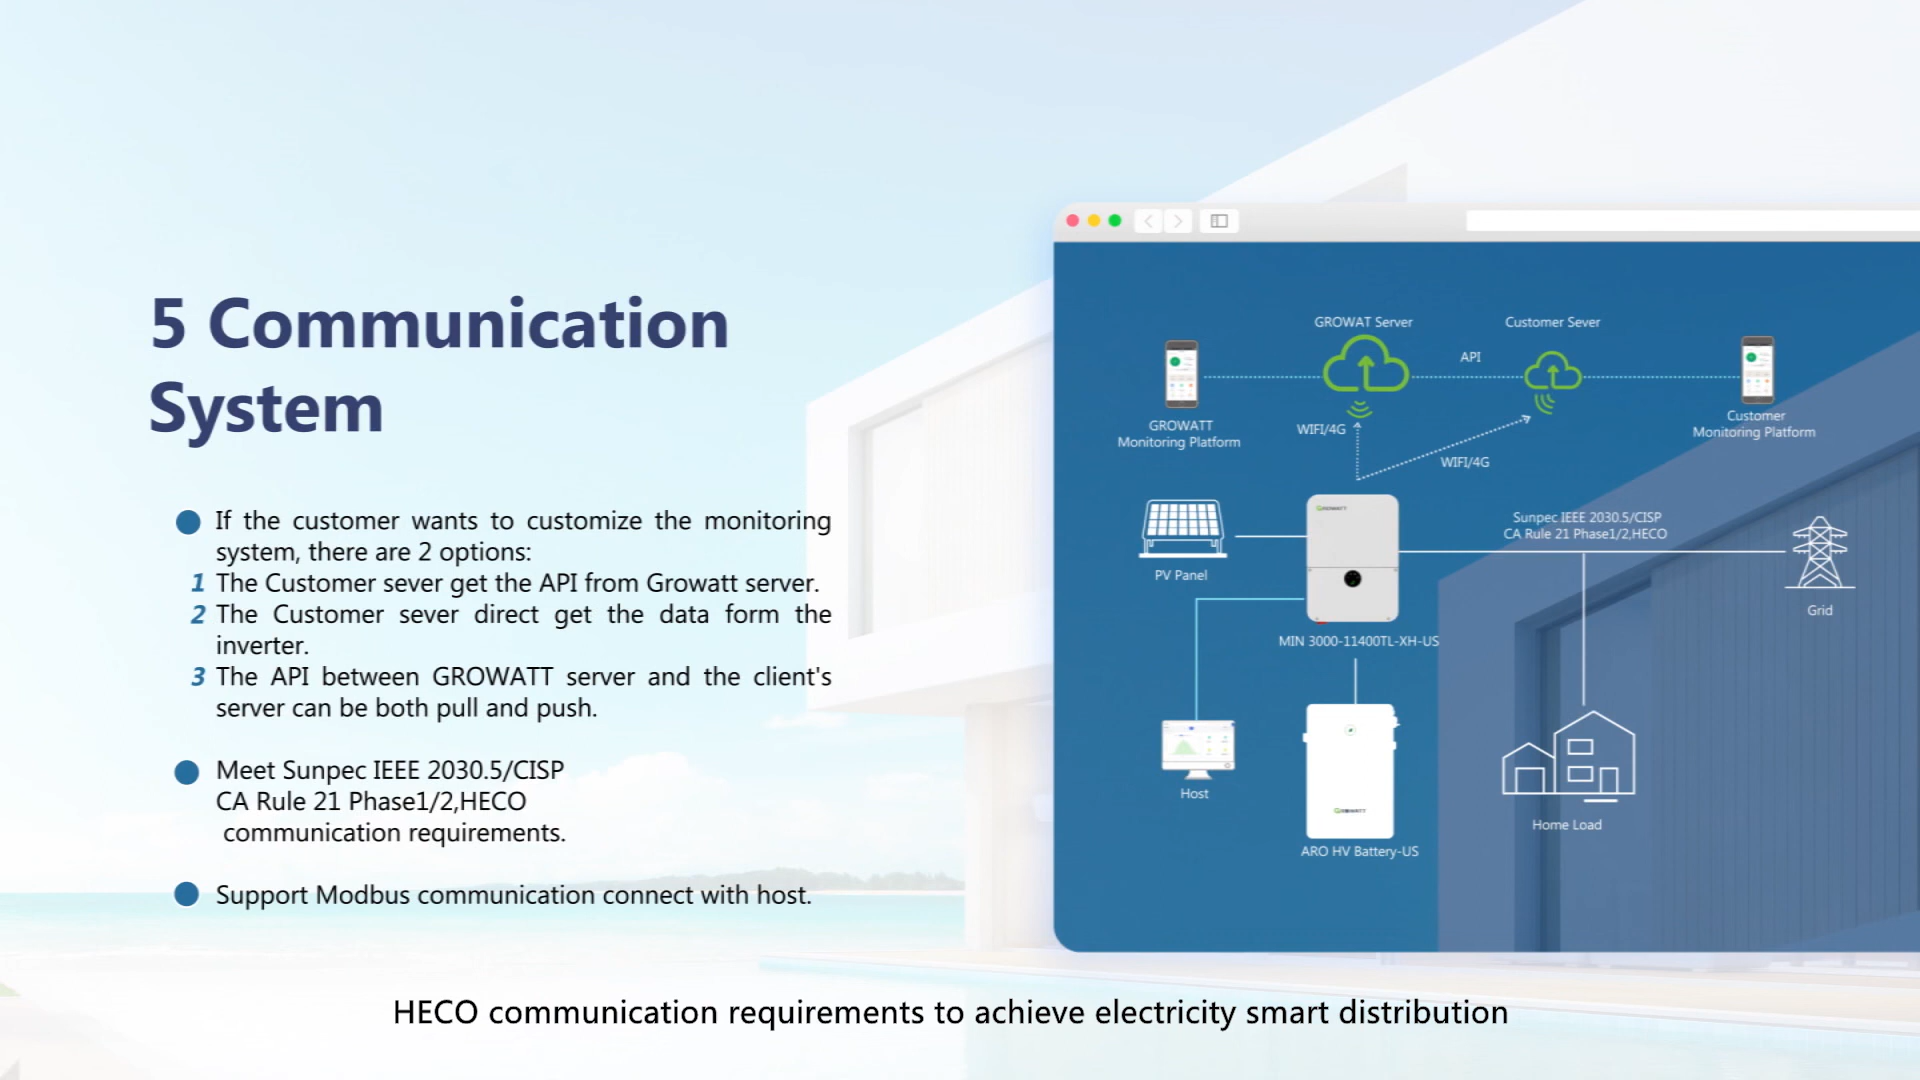 5 Communication
System
If the customer wants to customize the monitoring
system, there are 2 options:
1 The Customer sever get the API from Growatt server.
2 The Customer sever direct get the data form the
inverter.
3 The API between GROWATT server and the client's
server can be both pull and push.
Meet Sunpec IEEE 2030.5/CISP
CA Rule 21 Phase1/2,HECO
communication requirements.
Support Modbus communication connect with host.
GROWAT Server
Customer Sever
API
GROWATT
Monitoring Platform
WIFI/4G
WIFI/4G
Customer
Monitoring Platform
GROWATT
PV Panel
Sunpec IEEE 2030.5/CISP
CA Rule 21 Phase1/2,HECO
Grid
MIN 3000-11400TL-XH-US
Host
GROWATT
ARO HV Battery-US
Home Load
HECO communication requirements to achieve electricity smart distribution